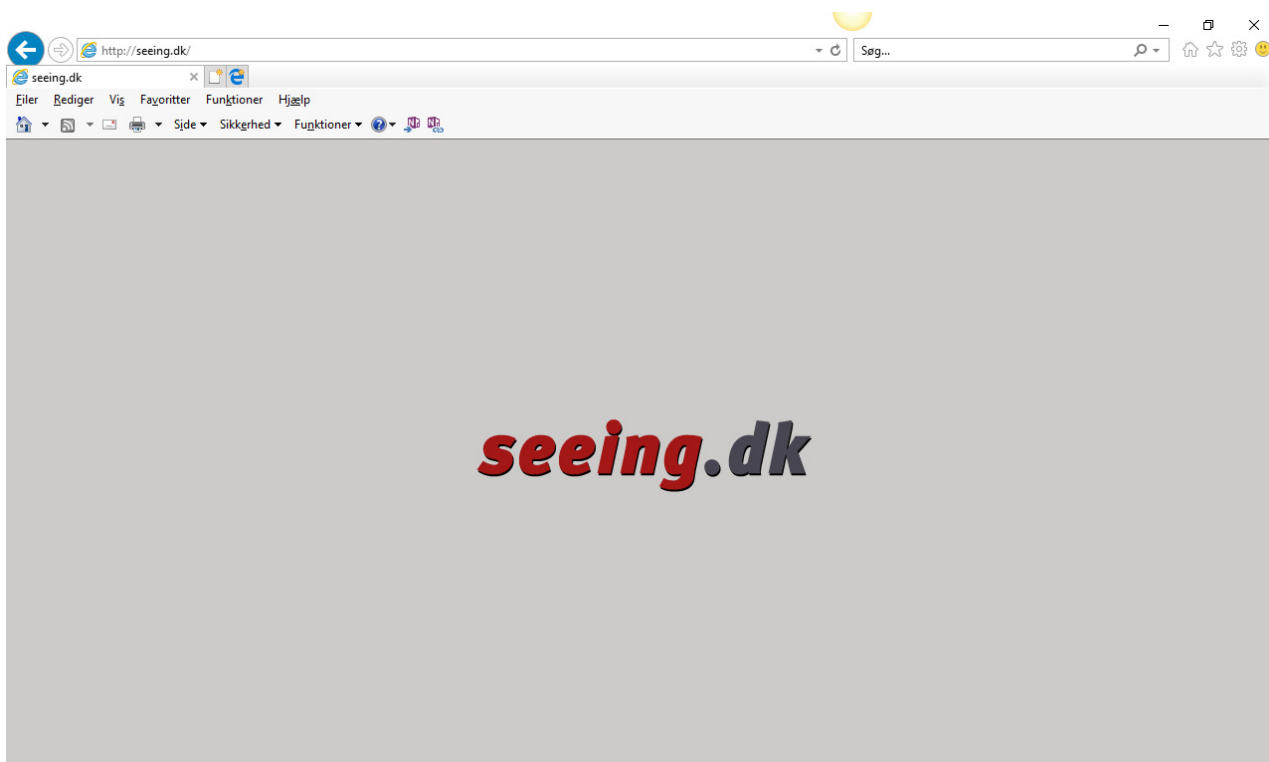 http://seeing.dk/
Søg...
seeing.dk
Filer Rediger Vis Favoritter Funktioner Hjælp
Side Sikkerhed Funktioner
seeing.dk